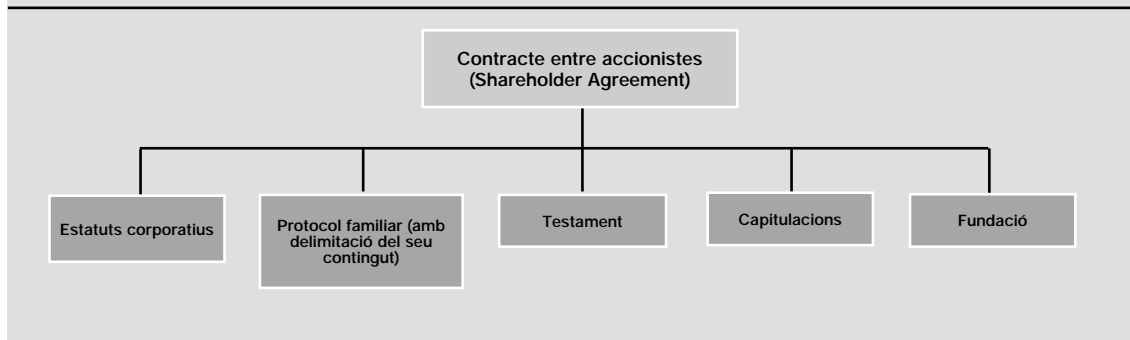 Contracte entre accionistes
(Shareholder Agreement)
Estatuts corporatius
Protocol familiar (amb
delimitació del seu
contingut)
Testament
Capitulacions
Fundació